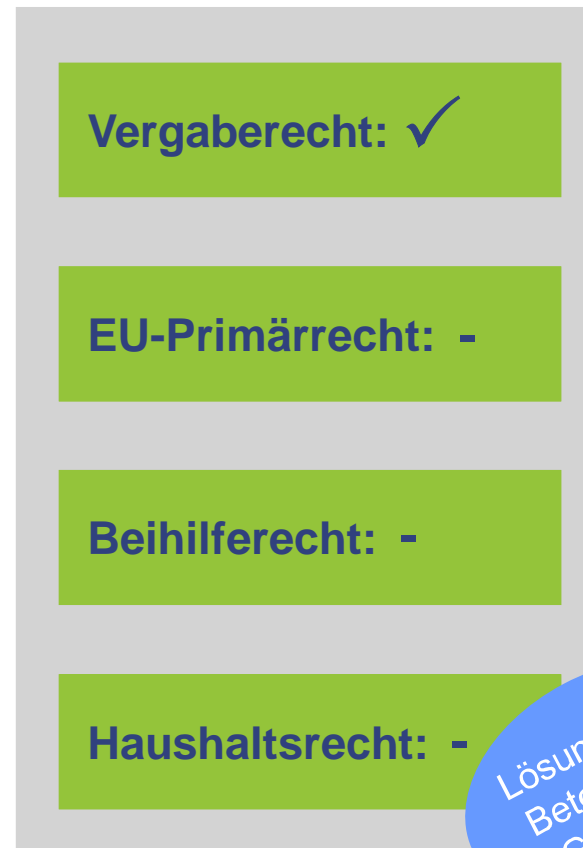 Vergaberecht: ✓
EU-Primärrecht: -
Beihilferecht: -
Haushaltsrecht: -